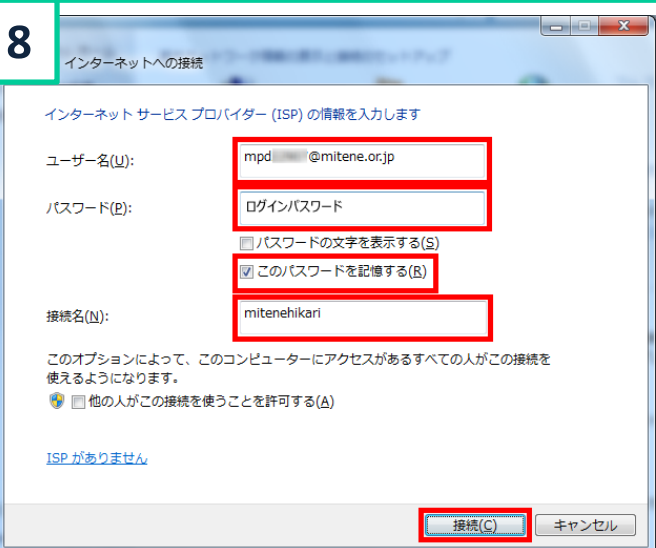 8
インターネットへの接続
インターネット サービス プロバイダー (ISP) の情報を入力します
ユーザー名(U):
mpd @mitene.or.jp
パスワード(P):
ログインパスワード
パスワードの文字を表示する(S)
このパスワードを記憶する(R)
接続名(N):
mitenehikari
このオプションによって、このコンピューターにアクセスがあるすべての人がこの接続を
使えるようになります。
他の人がこの接続を使うことを許可する(A)
ISP がありません
接続(C)
キャンセル